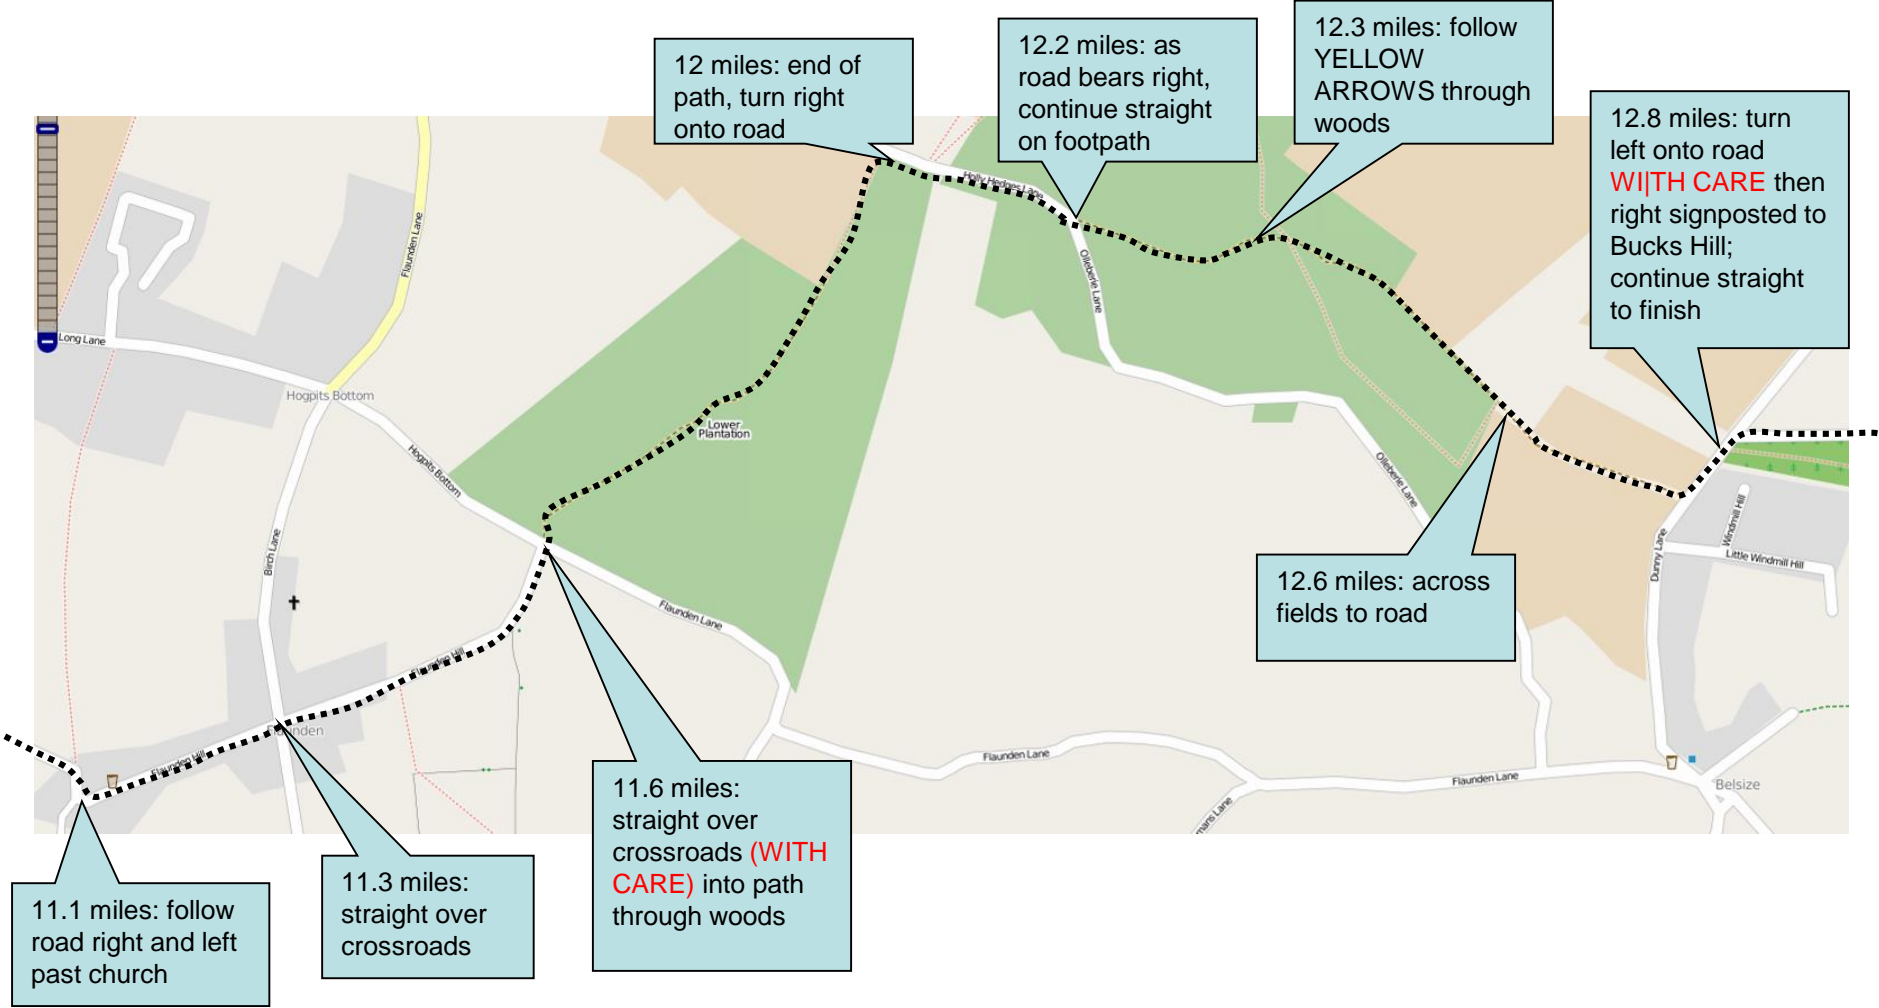 12 miles: end of
path, turn right
onto road
12.2 miles: as
road bears right,
continue straight
on footpath
12.3 miles: follow
YELLOW
ARROWS through
woods
12.8 miles: turn
left onto road
WI|TH CARE then
right signposted to
Bucks Hill;
continue straight
to finish
Flaunden Lane
Holly Hedges Lane
Olleberie Lane
Long Lane
Hogpits Bottom
Lower
Plantation
Hogpits Bottom
Olleberie Lane
Windmill Hill
Little Windmill Hill
Dunny Lane
Birch Lane
Flaunden Lane
12.6 miles: across
fields to road
Flaunden Hill
Flaunden
Flaunden Hill
Flaunden Lane
Flaunden Lane
Belsize
mans Lane
11.6 miles:
straight over
crossroads (WITH
CARE) into path
through woods
11.3 miles:
straight over
crossroads
11.1 miles: follow
road right and left
past church